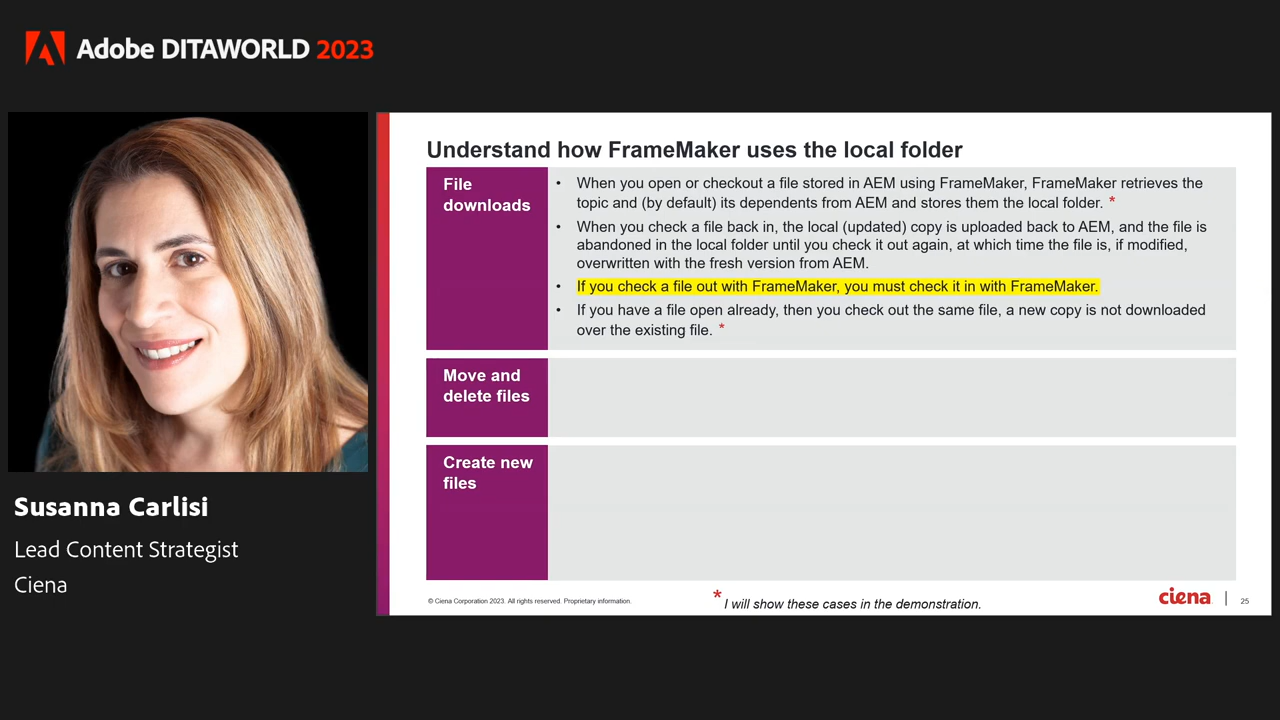 Adobe DITAWORLD 2023
Susanna Carlisi
Lead Content Strategist
Ciena
Understand how FrameMaker uses the local folder
File
downloads
• When you open or checkout a file stored in AEM using FrameMaker, FrameMaker retrieves the
topic and (by default) its dependents from AEM and stores them the local folder. *
• When you check a file back in, the local (updated) copy is uploaded back to AEM, and the file is
abandoned in the local folder until you check it out again, at which time the file is, if modified,
overwritten with the fresh version from AEM.
• If you check a file out with FrameMaker, you must check it in with FrameMaker.
• If you have a file open already, then you check out the same file, a new copy is not downloaded
over the existing file. *
Move and
delete files
Create new
files
© Ciena Corporation 2023. All rights reserved. Proprietary information.
* I will show these cases in the demonstration.
ciena
25